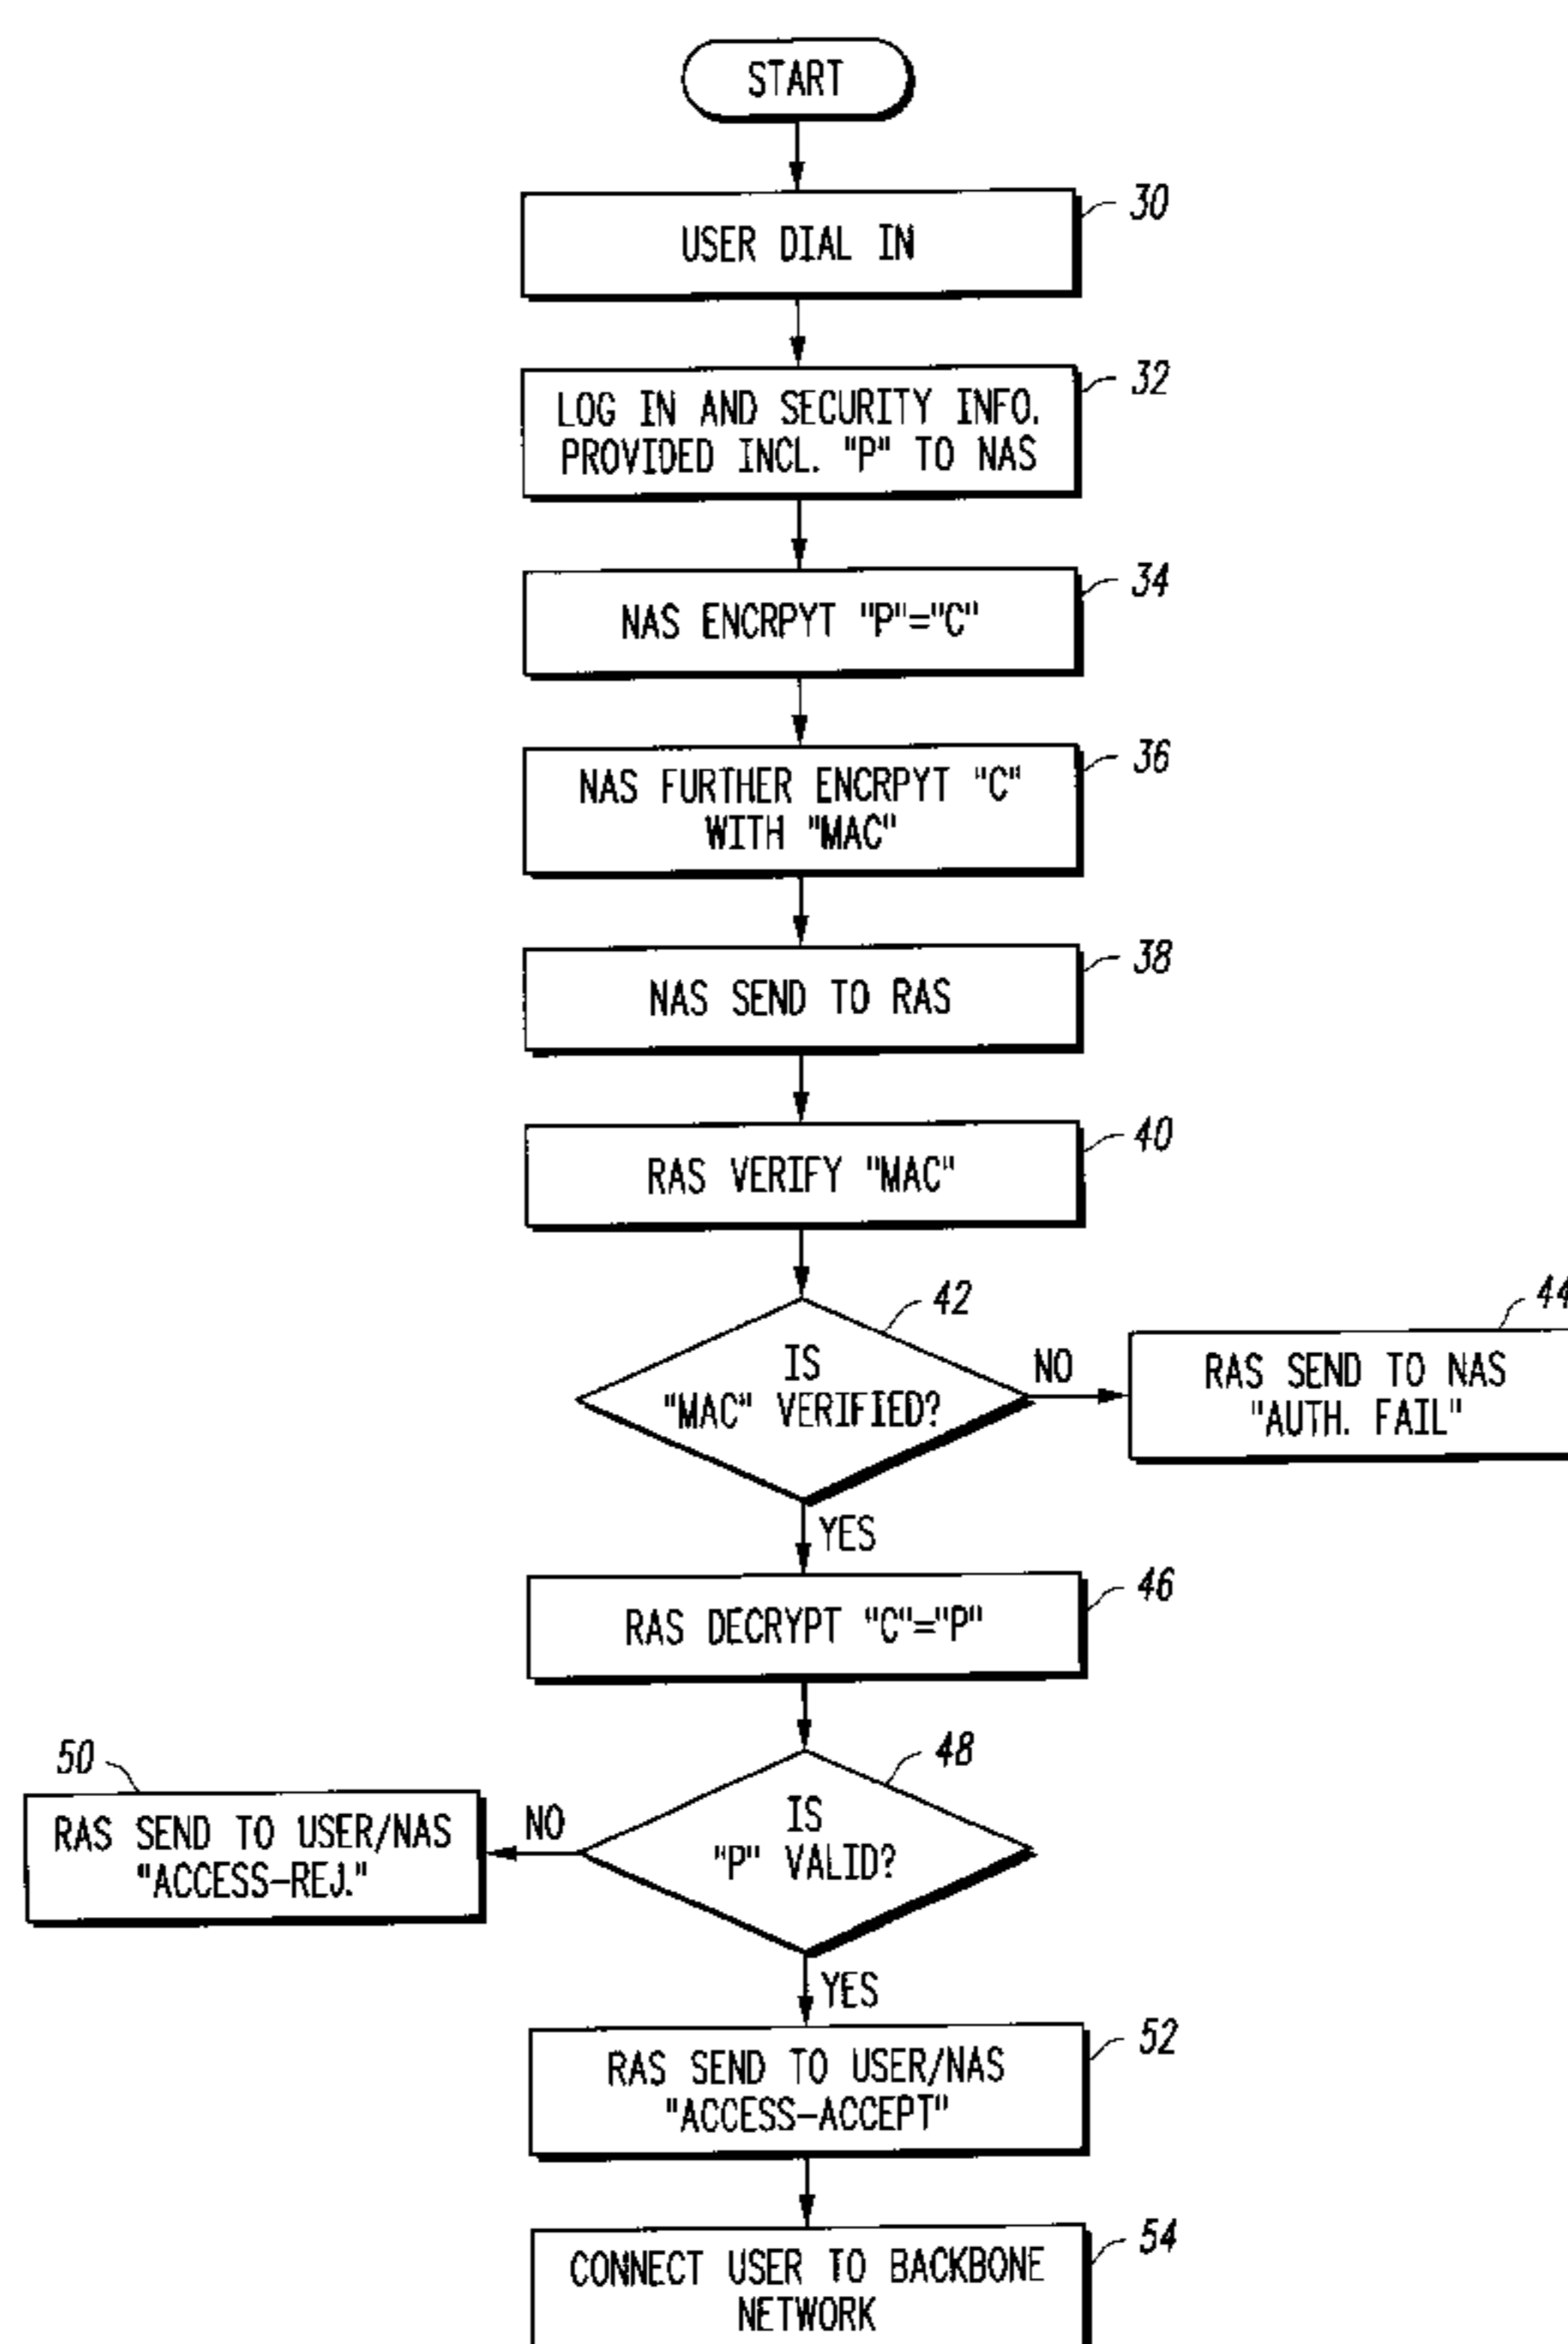 START
30
USER DIAL IN
32
LOG IN AND SECURITY INFO.
PROVIDED INCL. "P" TO NAS
34
NAS ENCRPYT "P"="C"
36
NAS FURTHER ENCRPYT "C"
WITH "MAC"
38
NAS SEND TO RAS
40
RAS VERIFY "MAC"
42
IS
"MAC" VERIFIED?
NO
44
RAS SEND TO NAS
"AUTH. FAIL"
YES
46
RAS DECRYPT "C"="P"
48
IS
"P" VALID?
NO
50
RAS SEND TO USER/NAS
"ACCESS-REJ."
YES
52
RAS SEND TO USER/NAS
"ACCESS-ACCEPT"
54
CONNECT USER TO BACKBONE
NETWORK